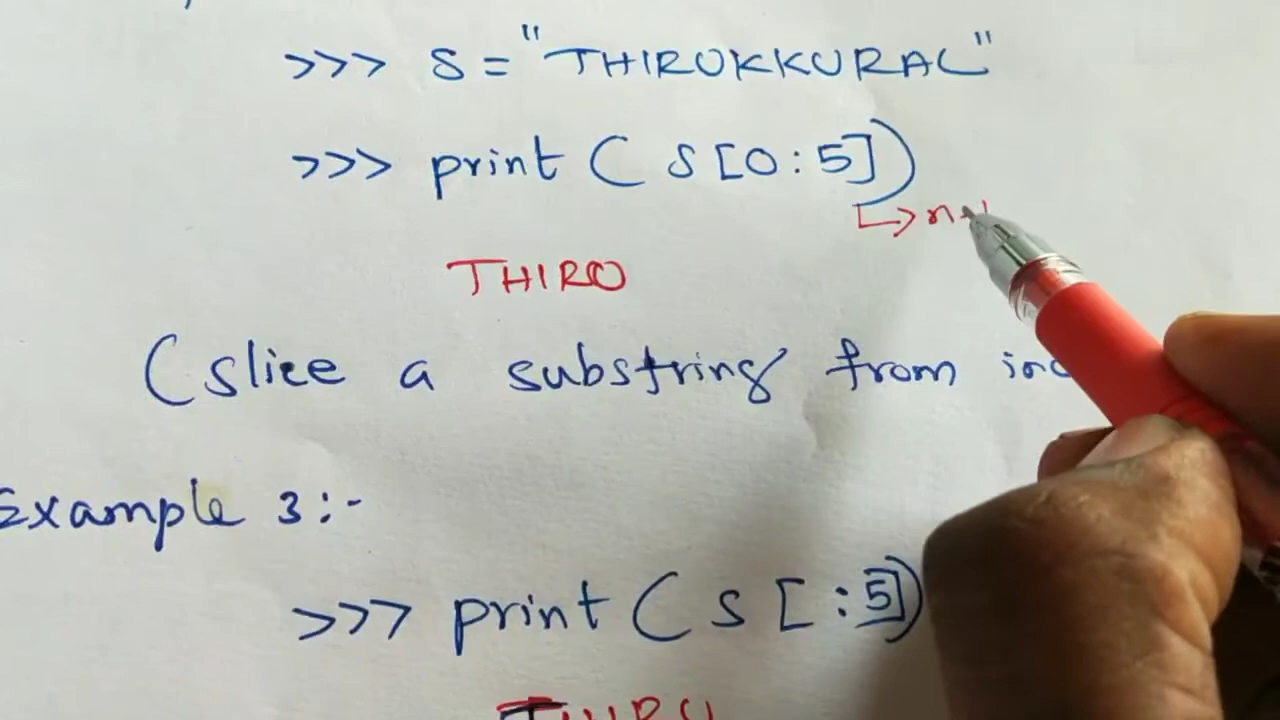 >>> S = "THIROKKURAL"
>>> print ( S [0:5])
THIRO
(slice a substring from
Example 3:-
>>> print ( S [ :5])